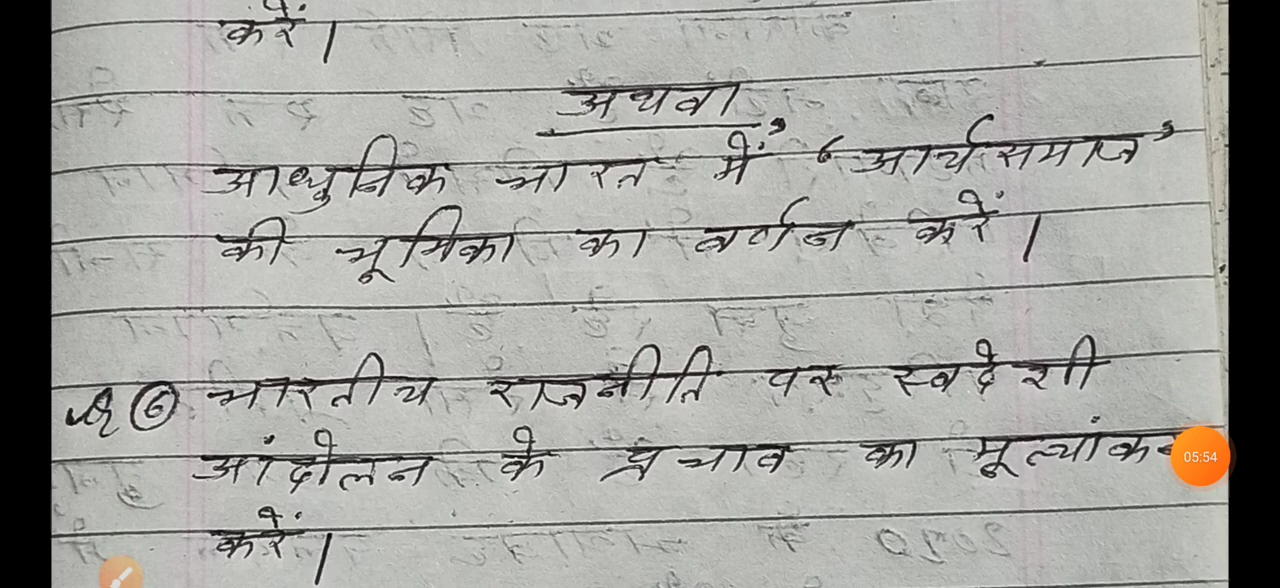 करें।
अथवा
आधुनिक भारत में' 'आर्यसमाज'
की भूमिका का वर्णन करें।
प्र ⑥ भारतीय राजनीति पर स्वदेशी
आंदोलन के प्रभाव का मूल्यांकन
05:54
करें।